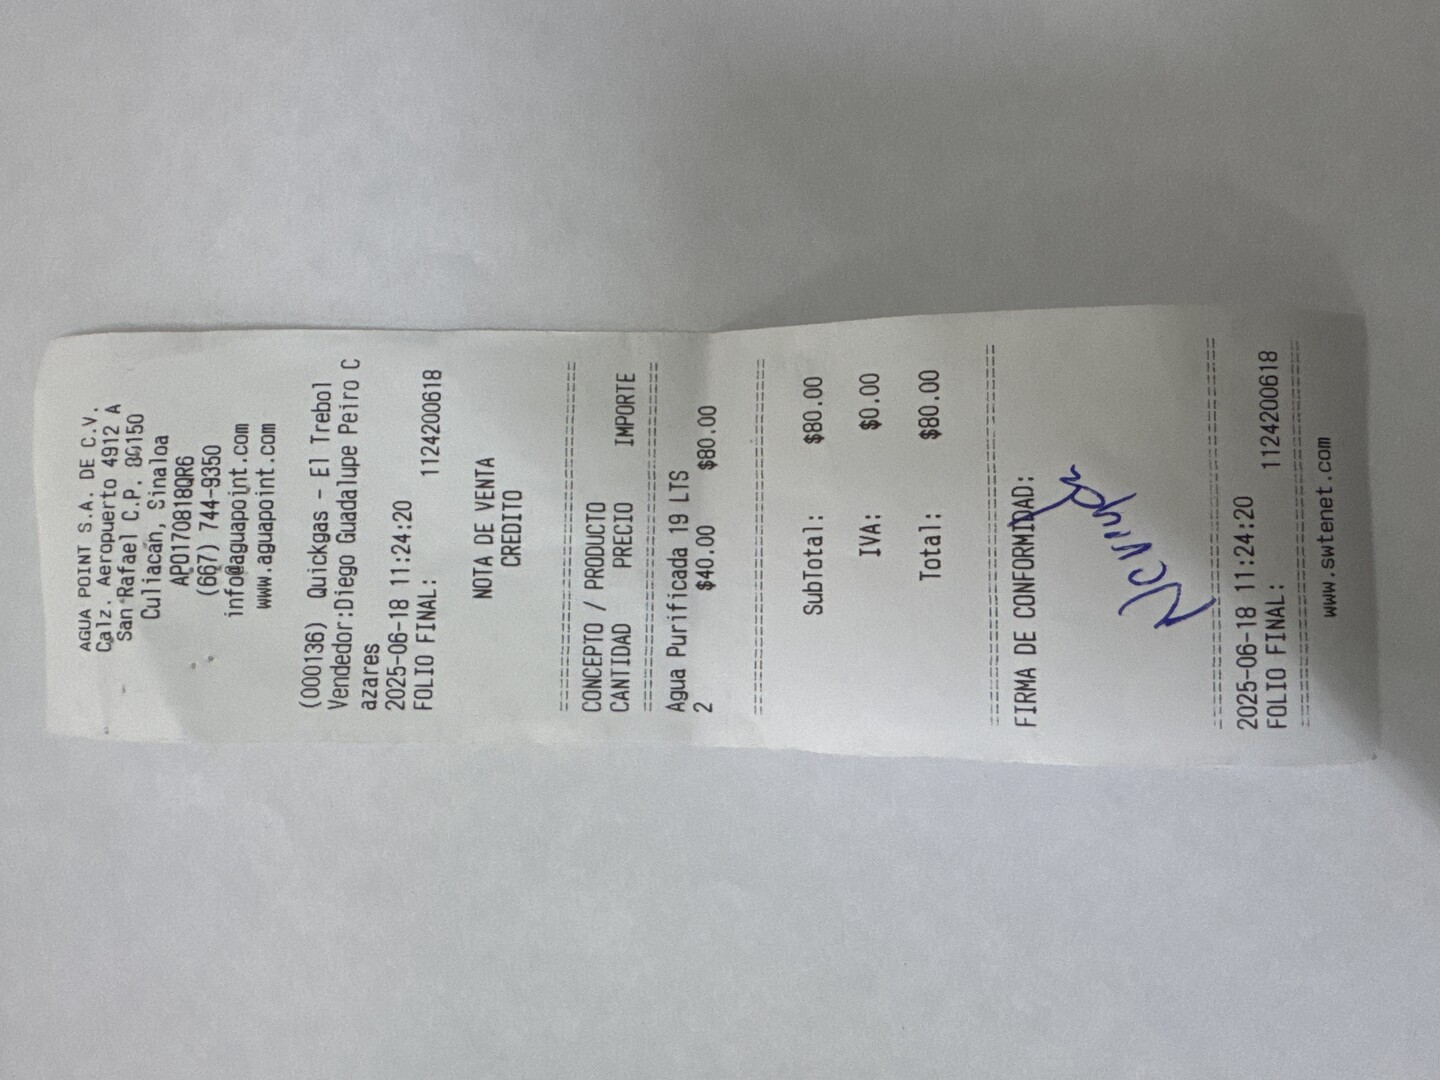 AGUA POINT S.A. DE C.V.
Calz. Aeropuerto 4912 A
San Rafael C.P. 80150
Culiacán, Sinaloa
APO170818QR6
(667) 744-9350
info@aguapoint.com
www.aguapoint.com
(000136) Quickgas - El Trebol
Vendedor:Diego Guadalupe Peiro C
azares
2025-06-18 11:24:20
FOLIO FINAL: 1124200618
NOTA DE VENTA
CREDITO
CONCEPTO / PRODUCTO
CANTIDAD PRECIO IMPORTE
Agua Purificada 19 LTS
2 $40.00 $80.00
SubTotal: $80.00
IVA: $0.00
Total: $80.00
FIRMA DE CONFORMIDAD:
2025-06-18 11:24:20
FOLIO FINAL: 1124200618
www.swtenet.com